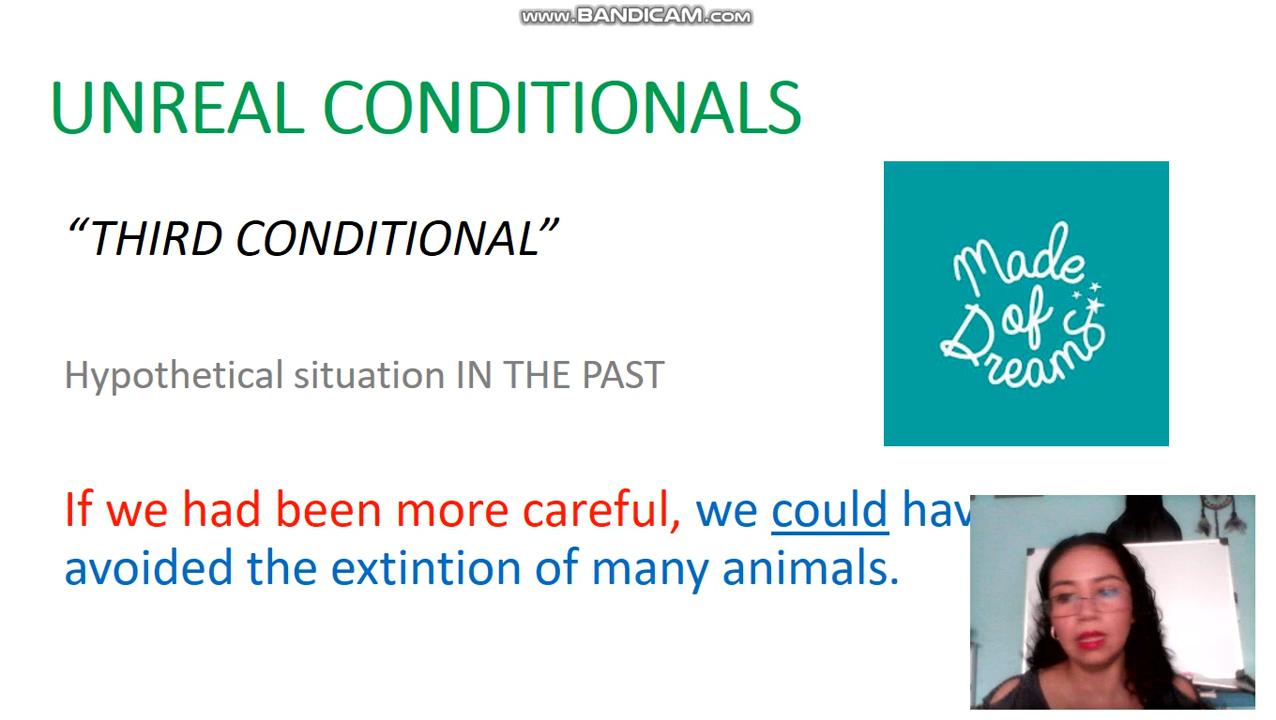 www.BANDICAM.com
UNREAL CONDITIONALS
“THIRD CONDITIONAL”
Made
of
Dreams
Hypothetical situation IN THE PAST
If we had been more careful, we could hav
avoided the extintion of many animals.